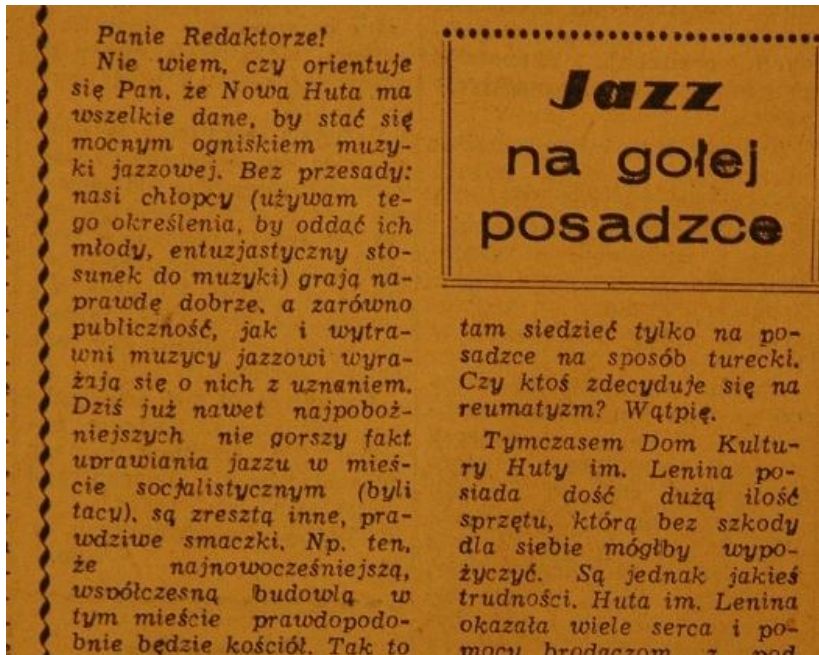 Panie Redaktorze!
Nie wiem, czy orientuje
się Pan, że Nowa Huta ma
wszelkie dane, by stać się
mocnym ogniskiem muzy-
ki jazzowej. Bez przesady:
nasi chłopcy (używam te-
go określenia, by oddać ich
młody, entuzjastyczny sto-
sunek do muzyki) grają na-
prawdę dobrze, a zarówno
publiczność, jak i wytra-
wni muzycy jazzowi wyra-
żają się o nich z uznaniem.
Dziś już nawet najpoboż-
niejszych nie gorszy fakt
uprawiania jazzu w mieś-
cie socjalistycznym (byli
tacy), są zresztą inne, pra-
wdziwe smaczki. Np. ten,
że najnowocześniejszą,
współczesną budowlą w
tym mieście prawdopodo-
bnie będzie kościół. Tak to
Jazz
na gołej
posadzce
tam siedzieć tylko na po-
sadzce na sposób turecki.
Czy ktoś zdecyduje się na
reumatyzm? Wątpię.
Tymczasem Dom Kultu-
ry Huty im. Lenina po-
siada dość dużą ilość
sprzętu, którą bez szkody
dla siebie mógłby wypo-
życzyć. Są jednak jakieś
trudności. Huta im. Lenina
okazała wiele serca i po-
mocy brodaczom z pod